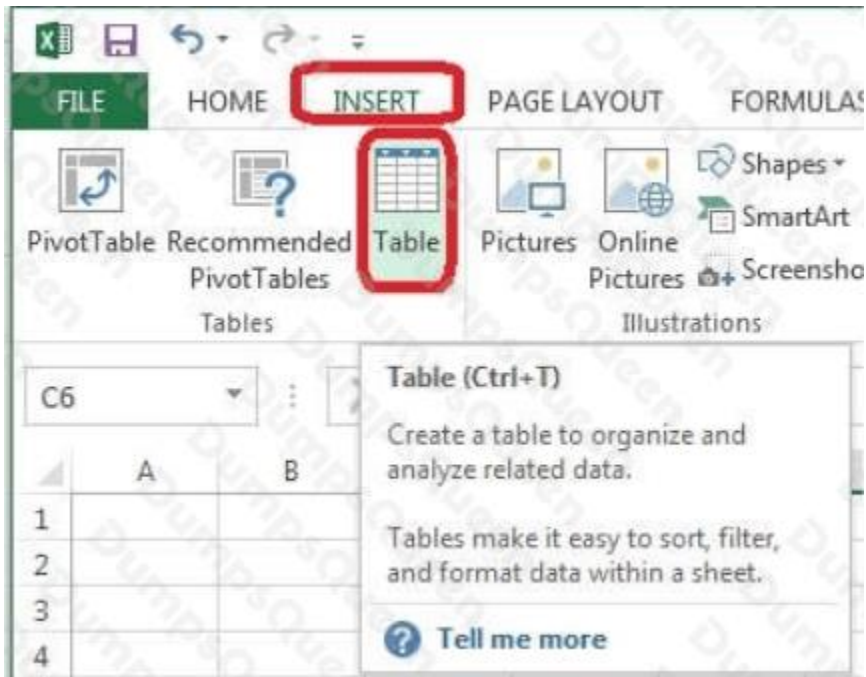 FILE HOME INSERT PAGE LAYOUT FORMULAS
PivotTable Recommended PivotTables Table Pictures Online Pictures Shapes
SmartArt
Screensho
Tables Illustrations
C6
Table (Ctrl+T)
Create a table to organize and
analyze related data.
Tables make it easy to sort, filter,
and format data within a sheet.
? Tell me more
A B
1
2
3
4
DumpsQueen